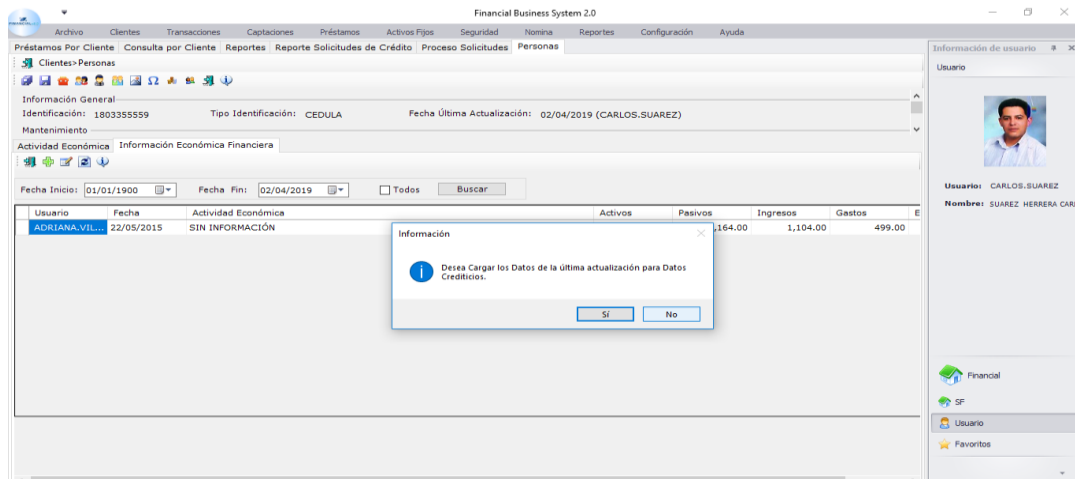 Financial Business System 2.0
Archivo Clientes Transacciones Captaciones Préstamos Activos Fijos Seguridad Nomina Reportes Configuración Ayuda
Préstamos Por Cliente Consulta por Cliente Reportes Reporte Solicitudes de Crédito Proceso Solicitudes Personas
Clientes>Personas
Información General
Identificación: 1803355559 Tipo Identificación: CEDULA Fecha Última Actualización: 02/04/2019 (CARLOS.SUAREZ)
Mantenimiento
Actividad Económica Información Económica Financiera
Fecha Inicio: 01/01/1900 Fecha Fin: 02/04/2019 Todos Buscar
Usuario Fecha Actividad Económica Activos Pasivos Ingresos Gastos E
ADRIANA.VIL... 22/05/2015 SIN INFORMACIÓN ,164.00 1,104.00 499.00
Información
Desea Cargar los Datos de la última actualización para Datos
Crediticios.
Sí No
Información de usuario
Usuario
Usuario: CARLOS.SUAREZ
Nombre: SUAREZ HERRERA CAR
Financial
SF
Usuario
Favoritos